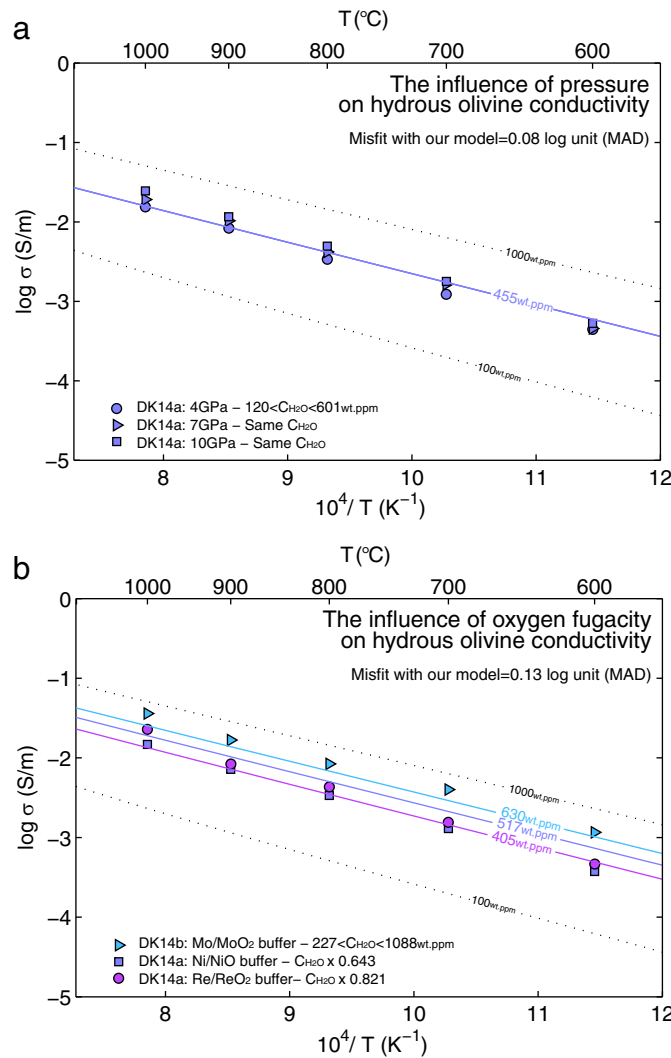 a
T (°C)
1000 900 800 700 600
0
The influence of pressure
on hydrous olivine conductivity
Misfit with our model=0.08 log unit (MAD)
−1
−2
−3
−4
−5
log σ (S/m)
1000wt.ppm
455wt.ppm
100wt.ppm
DK14a: 4GPa − 120<CH₂O<601wt.ppm
DK14a: 7GPa − Same CH₂O
DK14a: 10GPa − Same CH₂O
8 9 10 11 12
10⁴/ T (K⁻¹)
b
T (°C)
1000 900 800 700 600
0
The influence of oxygen fugacity
on hydrous olivine conductivity
Misfit with our model=0.13 log unit (MAD)
−1
−2
−3
−4
−5
log σ (S/m)
1000wt.ppm
630wt.ppm
517wt.ppm
405wt.ppm
100wt.ppm
DK14b: Mo/MoO₂ buffer − 227<CH₂O<1088wt.ppm
DK14a: Ni/NiO buffer − CH₂O x 0.643
DK14a: Re/ReO₂ buffer− CH₂O x 0.821
8 9 10 11 12
10⁴/ T (K⁻¹)